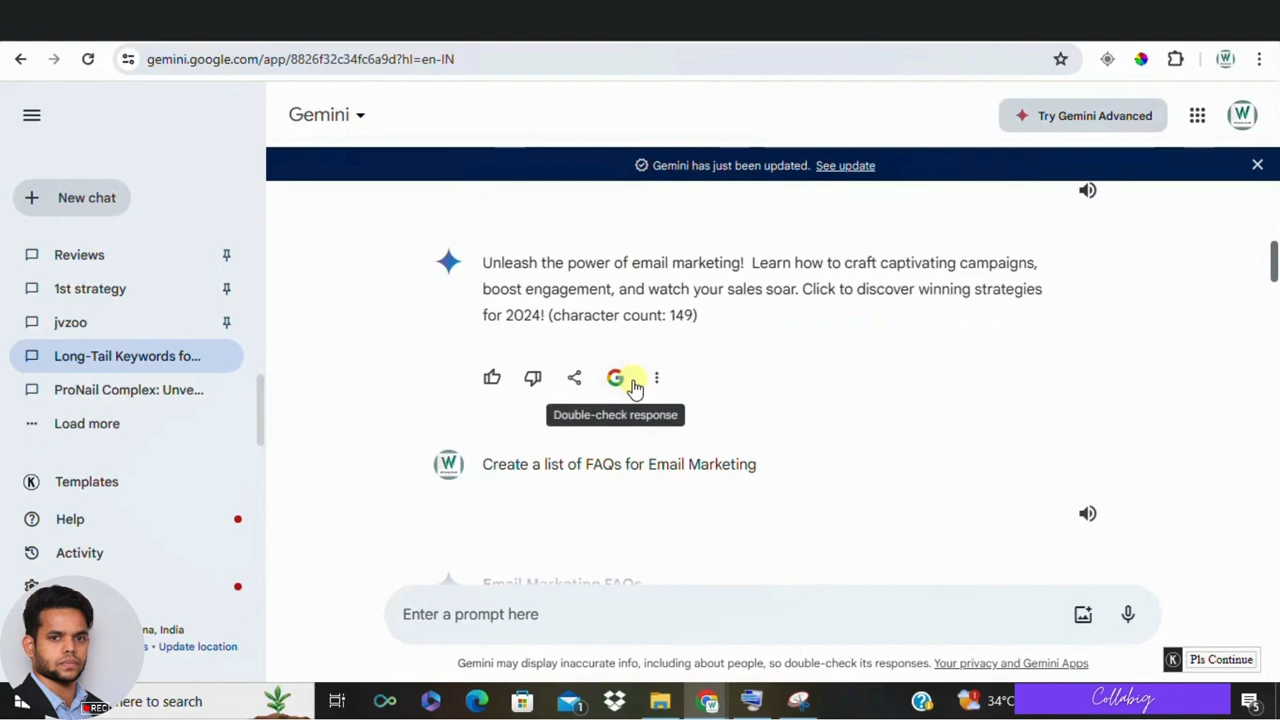 gemini.google.com/app/8826f32c34fc6a9d?hl=en-IN
W
Gemini
Try Gemini Advanced
W
Gemini has just been updated. See update
New chat
Reviews
1st strategy
jvzoo
Long-Tail Keywords fo...
ProNail Complex: Unve...
Load more
Templates
Help
Activity
Update location
Unleash the power of email marketing! Learn how to craft captivating campaigns,
boost engagement, and watch your sales soar. Click to discover winning strategies
for 2024! (character count: 149)
Double-check response
W
Create a list of FAQs for Email Marketing
Email Marketing FAQs
Enter a prompt here
Gemini may display inaccurate info, including about people, so double-check its responses. Your privacy and Gemini Apps
K Pls Continue
REC
here to search
1
34°C
Collabig
5